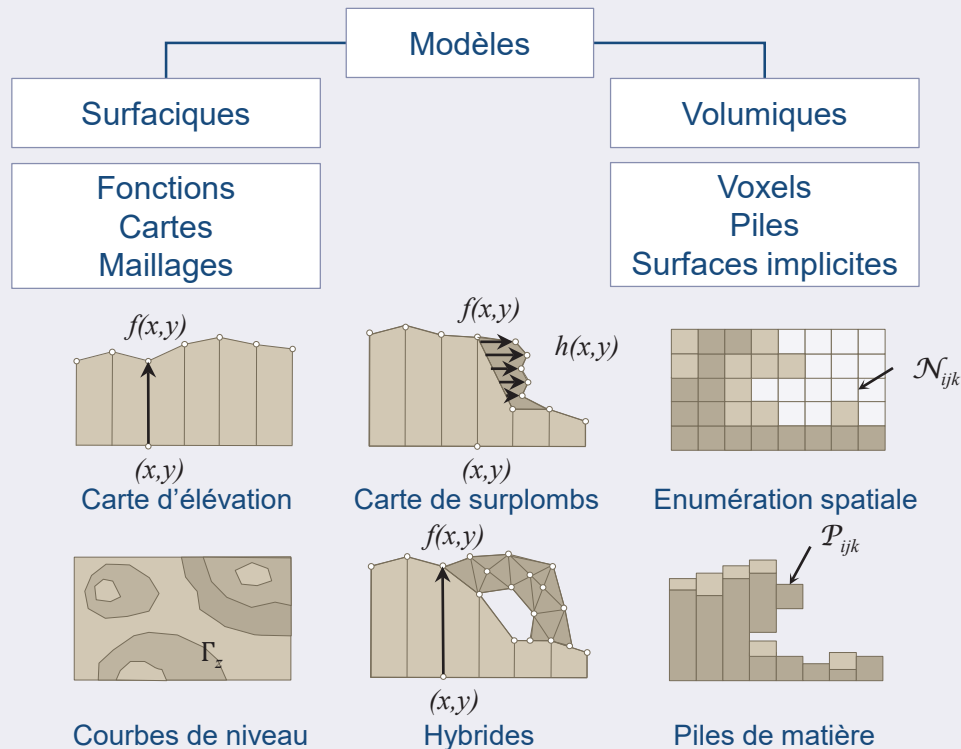 Modèles
Surfaciques
Volumiques
Fonctions
Cartes
Maillages
Voxels
Piles
Surfaces implicites
f(x,y)
(x,y)
Carte d'élévation
f(x,y)
h(x,y)
(x,y)
Carte de surplombs
𝒩ijk
Enumération spatiale
Γz
Courbes de niveau
f(x,y)
(x,y)
Hybrides
𝒫ijk
Piles de matière